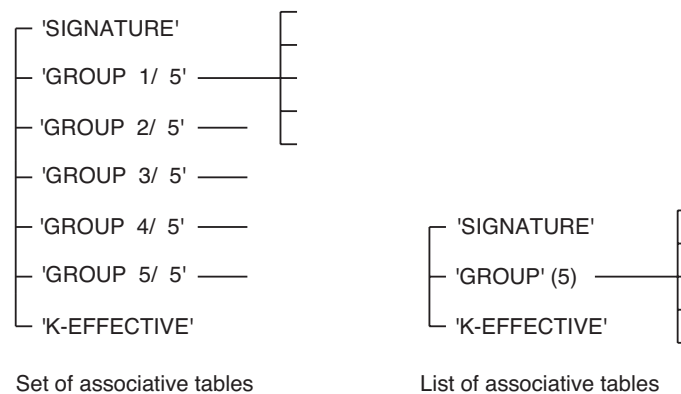 'SIGNATURE'
'GROUP 1/ 5'
'GROUP 2/ 5'
'GROUP 3/ 5'
'GROUP 4/ 5'
'GROUP 5/ 5'
'K-EFFECTIVE'
Set of associative tables
'SIGNATURE'
'GROUP' (5)
'K-EFFECTIVE'
List of associative tables